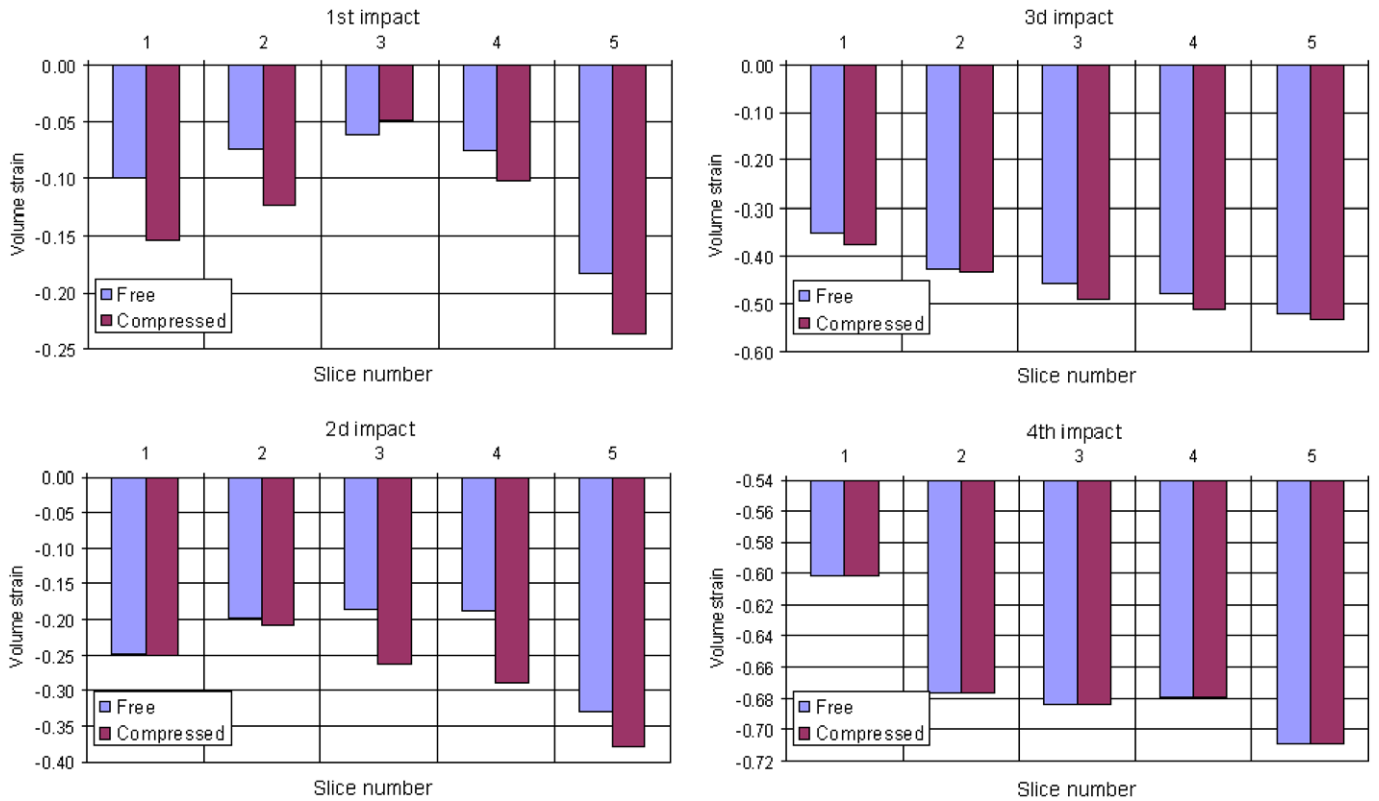 1st impact
1 2 3 4 5
0.00
-0.05
-0.10
-0.15
-0.20
-0.25
Volume strain
Free
Compressed
Slice number
3d impact
1 2 3 4 5
0.00
-0.10
-0.20
-0.30
-0.40
-0.50
-0.60
Volume strain
Free
Compressed
Slice number
2d impact
1 2 3 4 5
0.00
-0.05
-0.10
-0.15
-0.20
-0.25
-0.30
-0.35
-0.40
Volume strain
Free
Compressed
Slice number
4th impact
1 2 3 4 5
-0.54
-0.56
-0.58
-0.60
-0.62
-0.64
-0.66
-0.68
-0.70
-0.72
Volume strain
Free
Compressed
Slice number